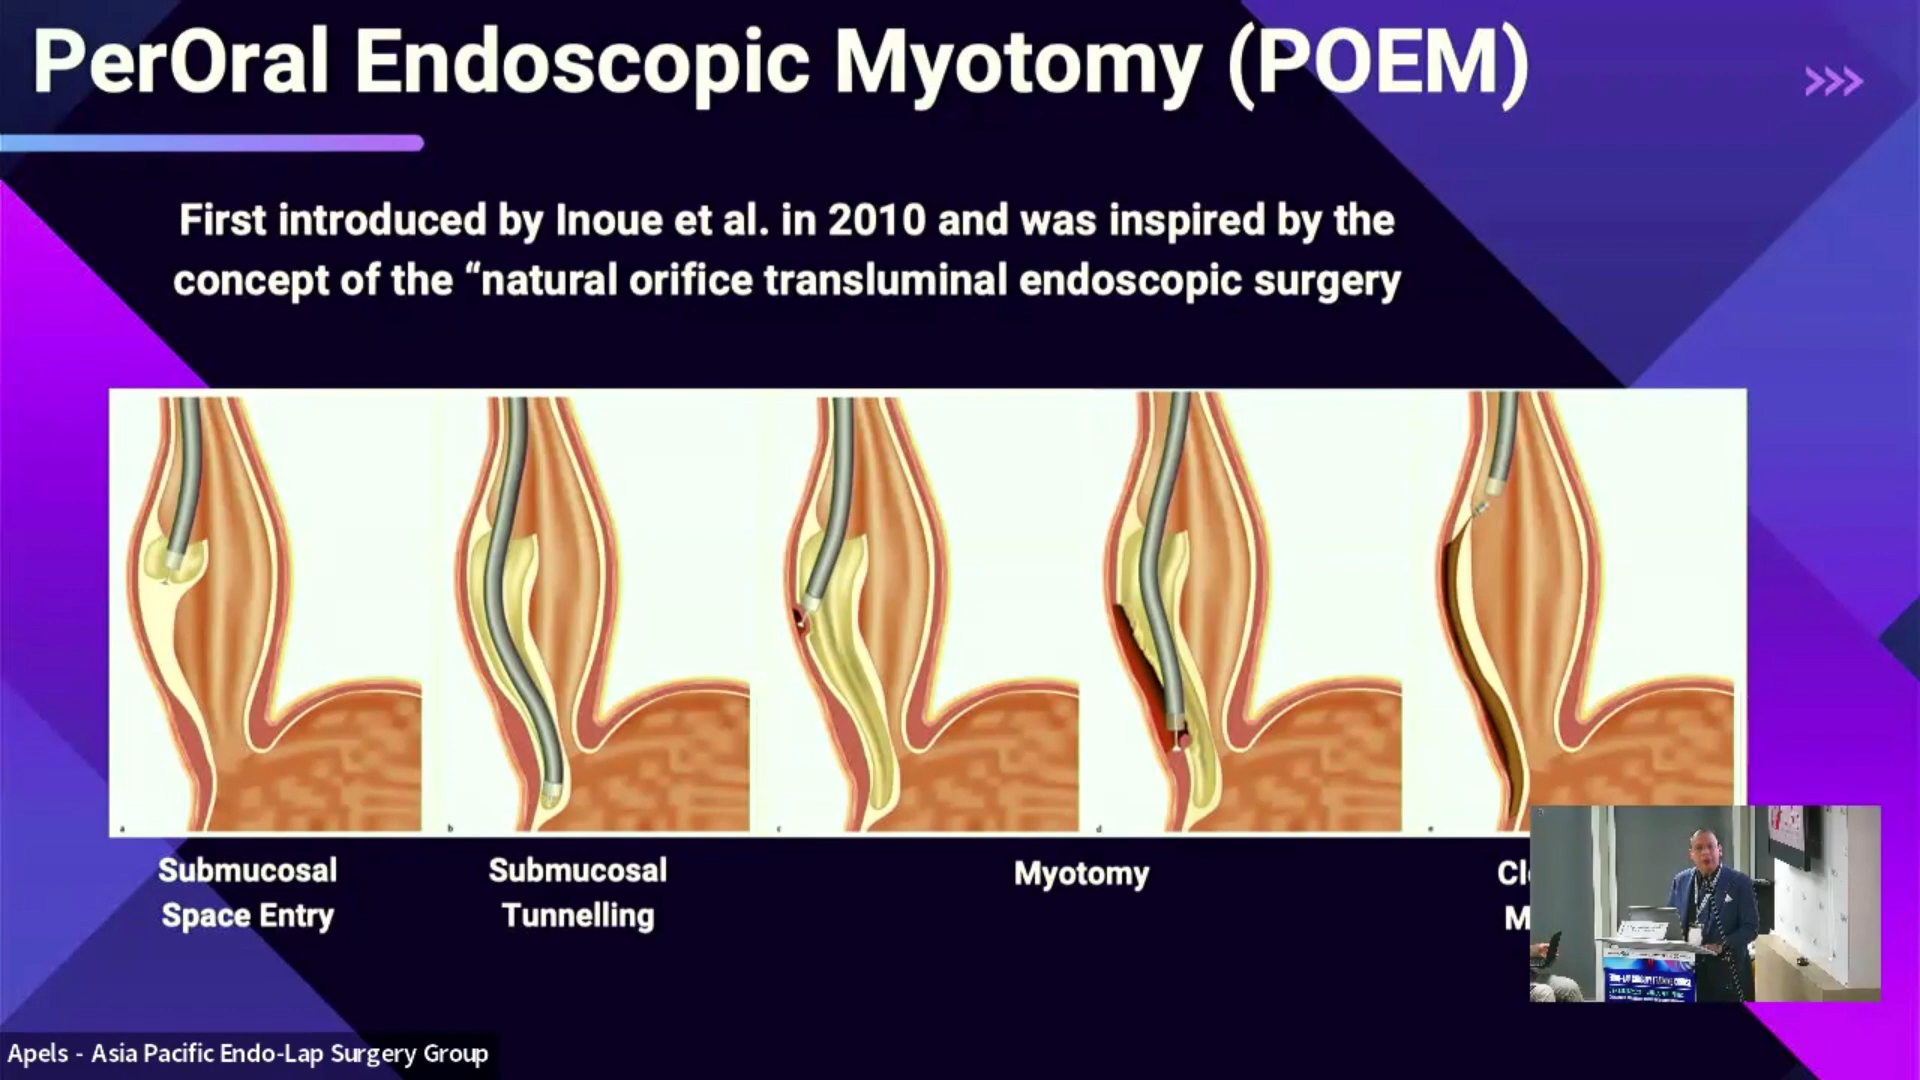 PerOral Endoscopic Myotomy (POEM)
First introduced by Inoue et al. in 2010 and was inspired by the
concept of the “natural orifice transluminal endoscopic surgery
a
b
c
d
e
Submucosal
Space Entry
Submucosal
Tunnelling
Myotomy
Apels - Asia Pacific Endo-Lap Surgery Group